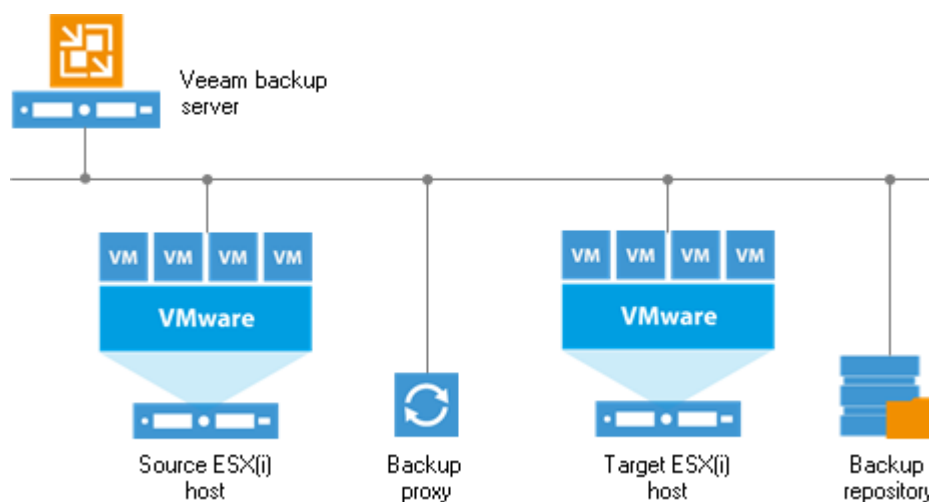 Veeam backup
server
VM VM VM VM
VMware
VM VM VM VM
VMware
Source ESX(i)
host
Backup
proxy
Target ESX(i)
host
Backup
repository